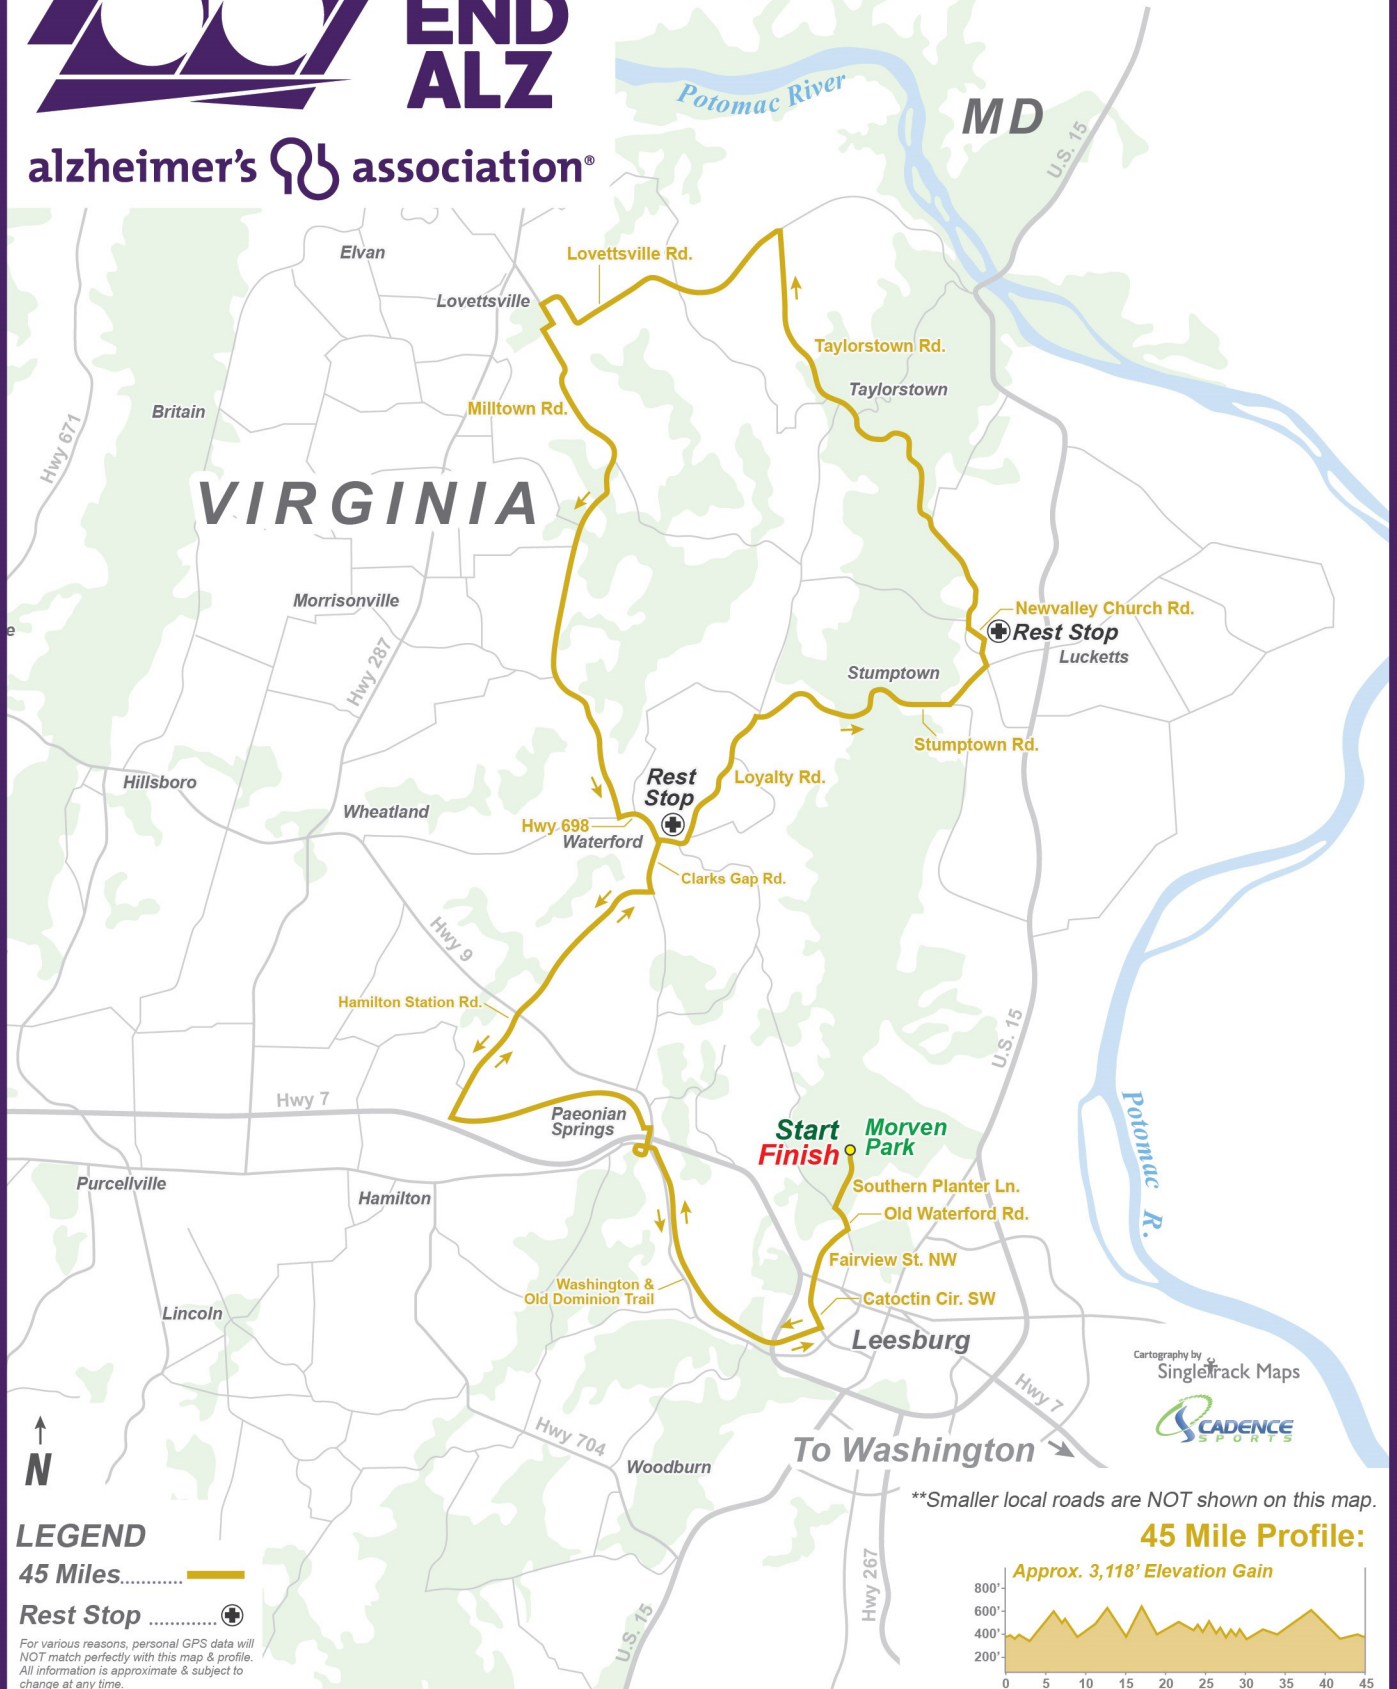 END
ALZ
alzheimer's association®
Potomac River
MD
U.S. 15
Elvan
Lovettsville Rd.
Lovettsville
Taylorstown Rd.
Taylorstown
Milltown Rd.
Britain
Hwy 671
VIRGINIA
Morrisonville
Newvalley Church Rd.
Rest Stop
Lucketts
e
Hwy 287
Stumptown
Stumptown Rd.
Hillsboro
Rest
Stop
Loyalty Rd.
Wheatland
Hwy 698
Waterford
Clarks Gap Rd.
Hwy 9
Hamilton Station Rd.
U.S. 15
Hwy 7
Paeonian
Springs
Start
Finish
Morven
Park
Potomac R.
Purcellville
Hamilton
Southern Planter Ln.
Old Waterford Rd.
Fairview St. NW
Washington &
Old Dominion Trail
Catoctin Cir. SW
Lincoln
Leesburg
Cartography by
SingleTrack Maps
Hwy 7
CADENCE
SPORTS
N
Hwy 704
To Washington
Woodburn
**Smaller local roads are NOT shown on this map.
LEGEND
45 Miles............
Rest Stop .............
For various reasons, personal GPS data will
NOT match perfectly with this map & profile.
All information is approximate & subject to
change at any time.
U.S. 15
Hwy 267
45 Mile Profile:
Approx. 3,118' Elevation Gain
800'
600'
400'
200'
0 5 10 15 20 25 30 35 40 45